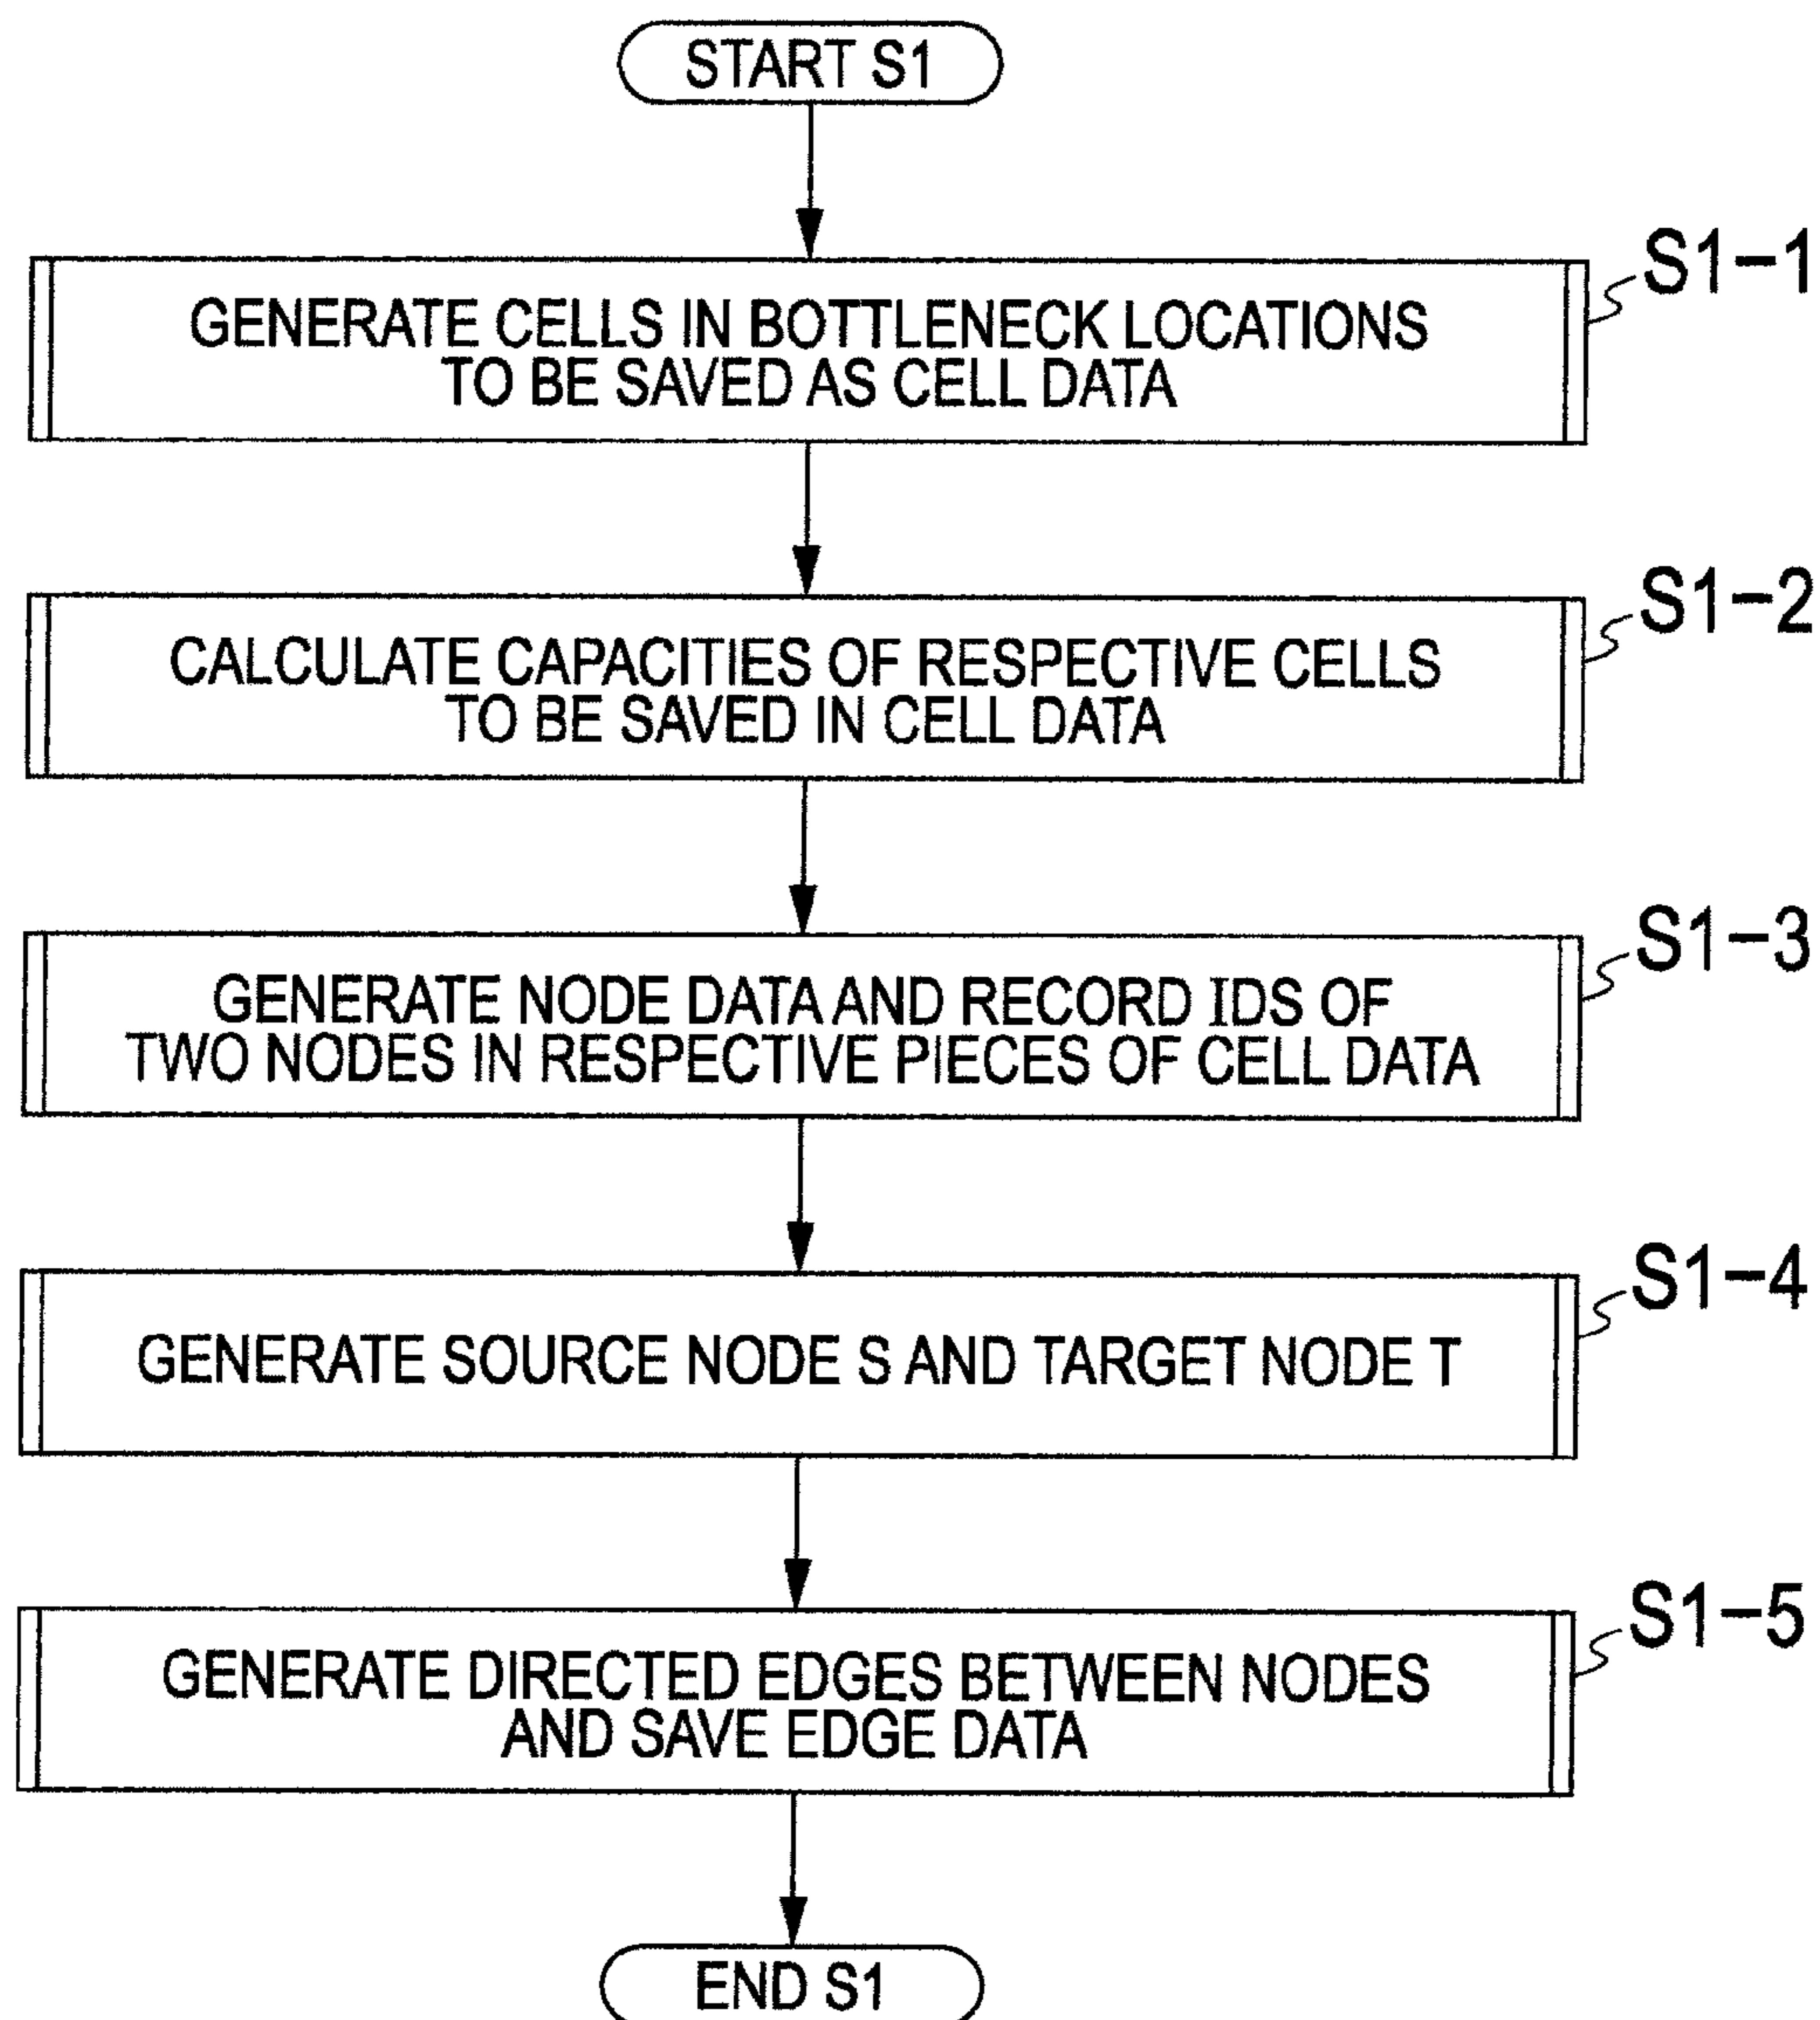 START S1
S1-1
GENERATE CELLS IN BOTTLENECK LOCATIONS
TO BE SAVED AS CELL DATA
S1-2
CALCULATE CAPACITIES OF RESPECTIVE CELLS
TO BE SAVED IN CELL DATA
S1-3
GENERATE NODE DATA AND RECORD IDS OF
TWO NODES IN RESPECTIVE PIECES OF CELL DATA
S1-4
GENERATE SOURCE NODE S AND TARGET NODE T
S1-5
GENERATE DIRECTED EDGES BETWEEN NODES
AND SAVE EDGE DATA
END S1